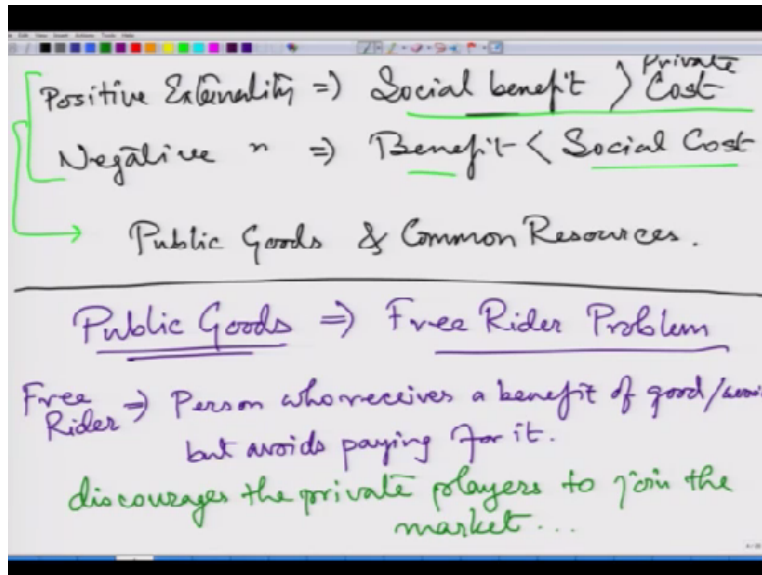 Positive Externality => Social benefit > Private Cost
Negative " => Benefit < Social Cost
Public Goods & Common Resources.
Public Goods => Free Rider Problem
Free Rider => Person who receives a benefit of good/
but avoids paying for it.
discourages the private players to join the
market...